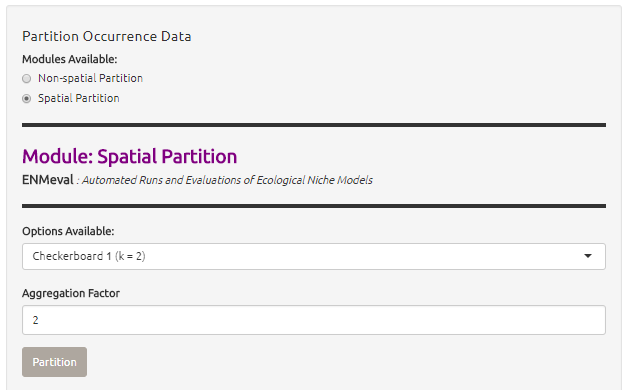 Partition Occurrence Data
Modules Available:
Non-spatial Partition
Spatial Partition
Module: Spatial Partition
ENMeval : Automated Runs and Evaluations of Ecological Niche Models
Options Available:
Checkerboard 1 (k = 2)
Aggregation Factor
2
Partition